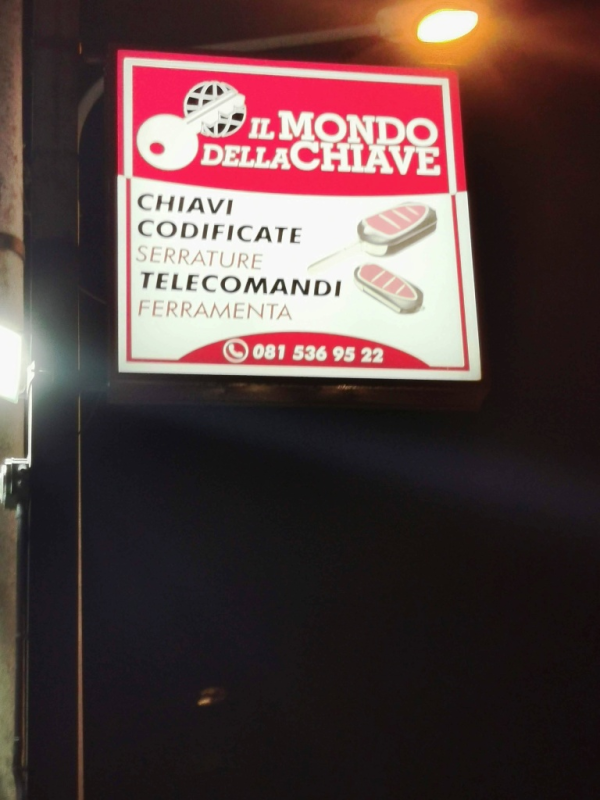 IL MONDO
DELLA CHIAVE
CHIAVI
CODIFICATE
SERRATURE
TELECOMANDI
FERRAMENTA
081 536 95 22